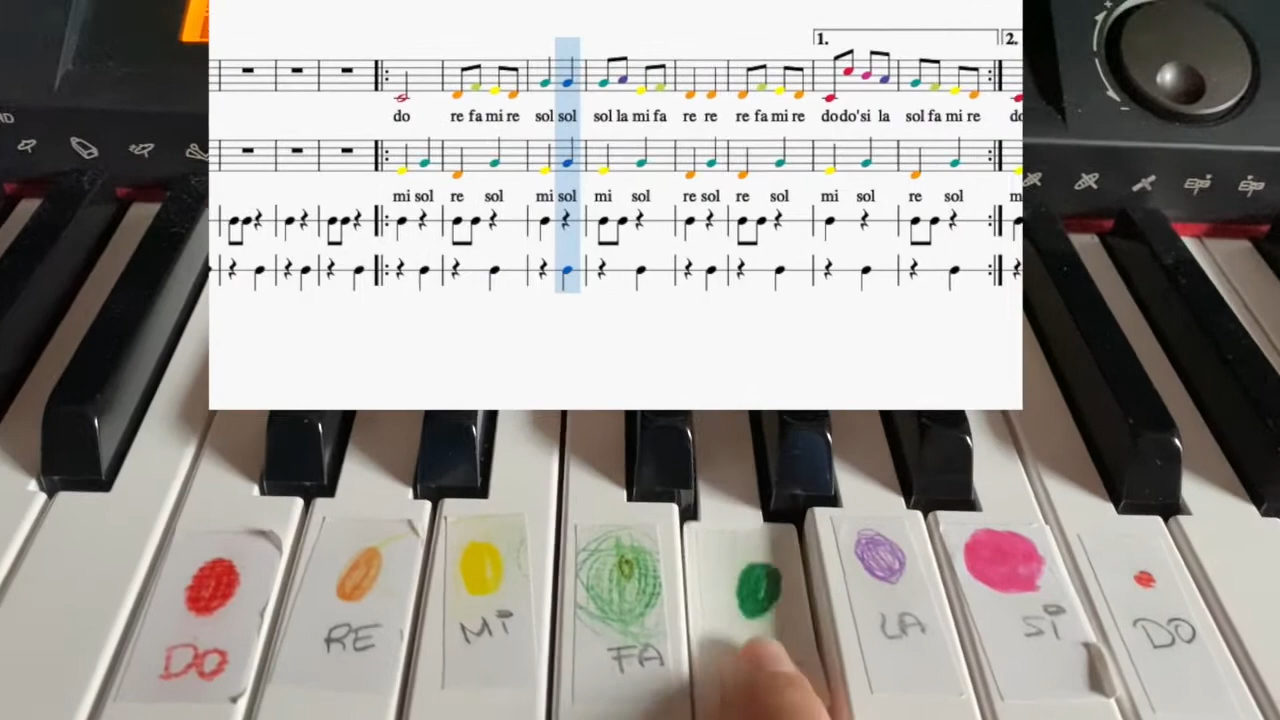 1. 2.
do re fa mi re sol sol sol la mi fa re re re fa mi re do do' si la sol fa mi re
mi sol re sol mi sol mi sol re sol re sol mi sol re sol
DO RE Mi FA LA Si DO